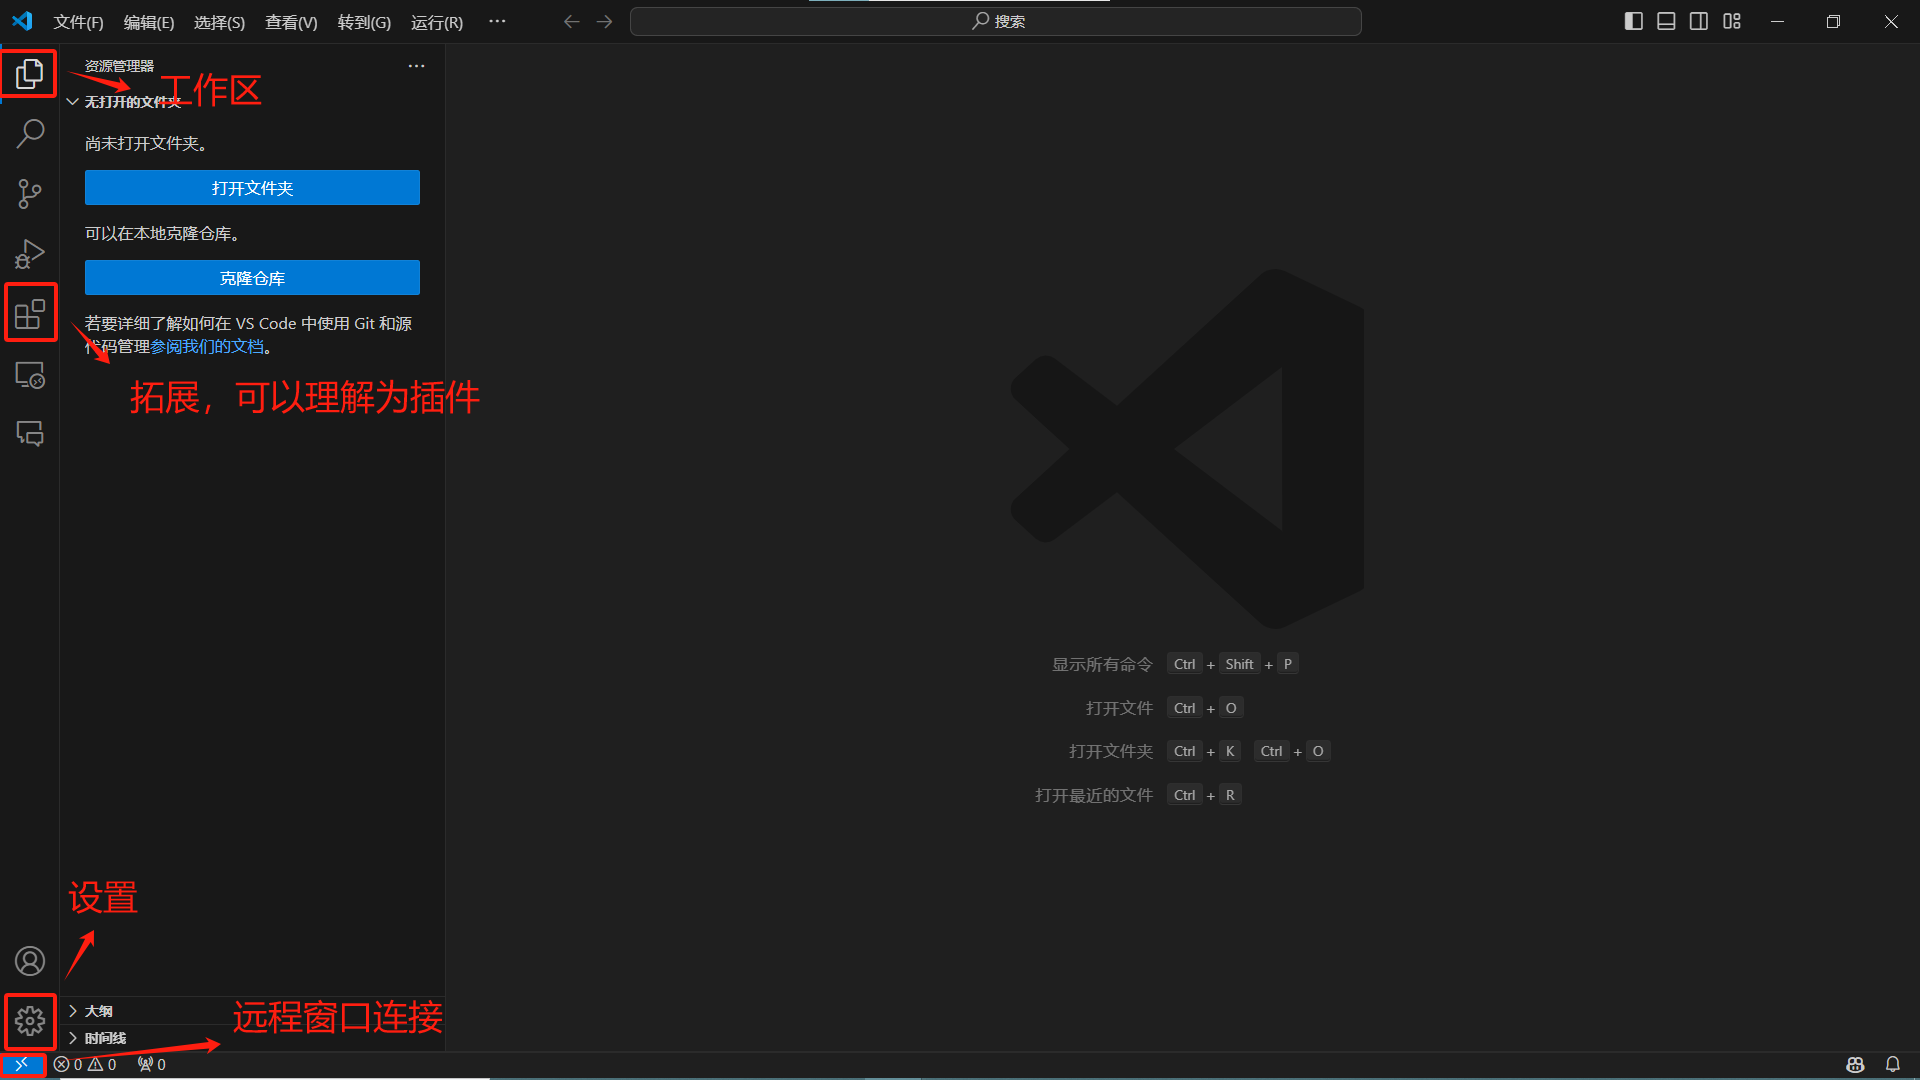 文件(F) 编辑(E) 选择(S) 查看(V) 转到(G) 运行(R) ··· 搜索
资源管理器 ···
工作区
无打开的文件夹
尚未打开文件夹。
打开文件夹
可以在本地克隆仓库。
克隆仓库
若要详细了解如何在 VS Code 中使用 Git 和源
代码管理参阅我们的文档。
拓展，可以理解为插件
显示所有命令 Ctrl + Shift + P
打开文件 Ctrl + O
打开文件夹 Ctrl + K Ctrl + O
打开最近的文件 Ctrl + R
设置
大纲
远程窗口连接
时间线
0 0 0